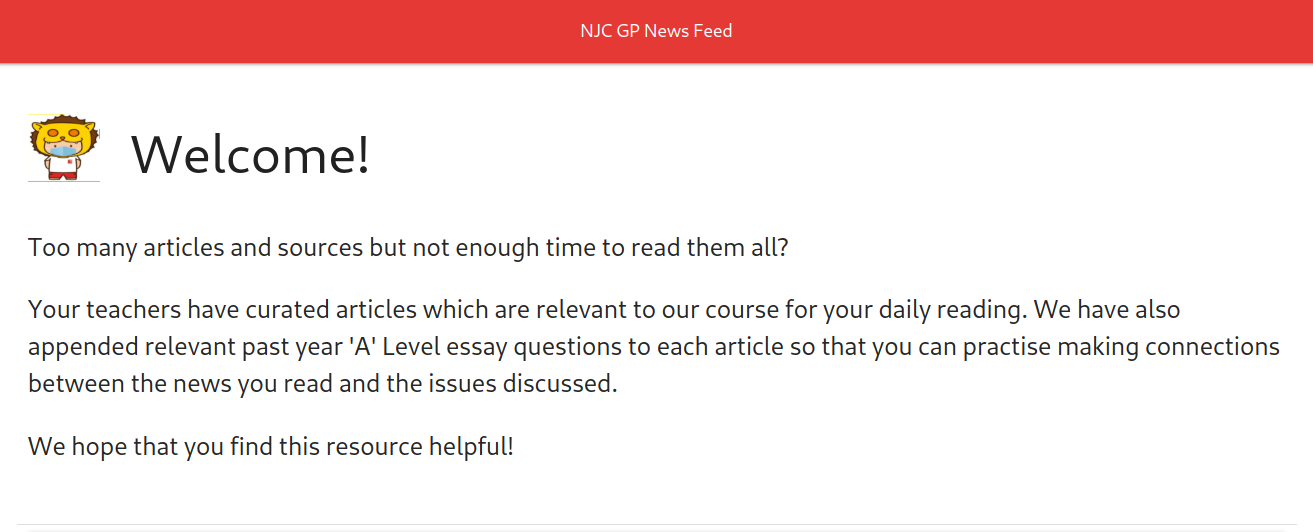 NJC GP News Feed
Welcome!
Too many articles and sources but not enough time to read them all?
Your teachers have curated articles which are relevant to our course for your daily reading. We have also
appended relevant past year 'A' Level essay questions to each article so that you can practise making connections
between the news you read and the issues discussed.
We hope that you find this resource helpful!